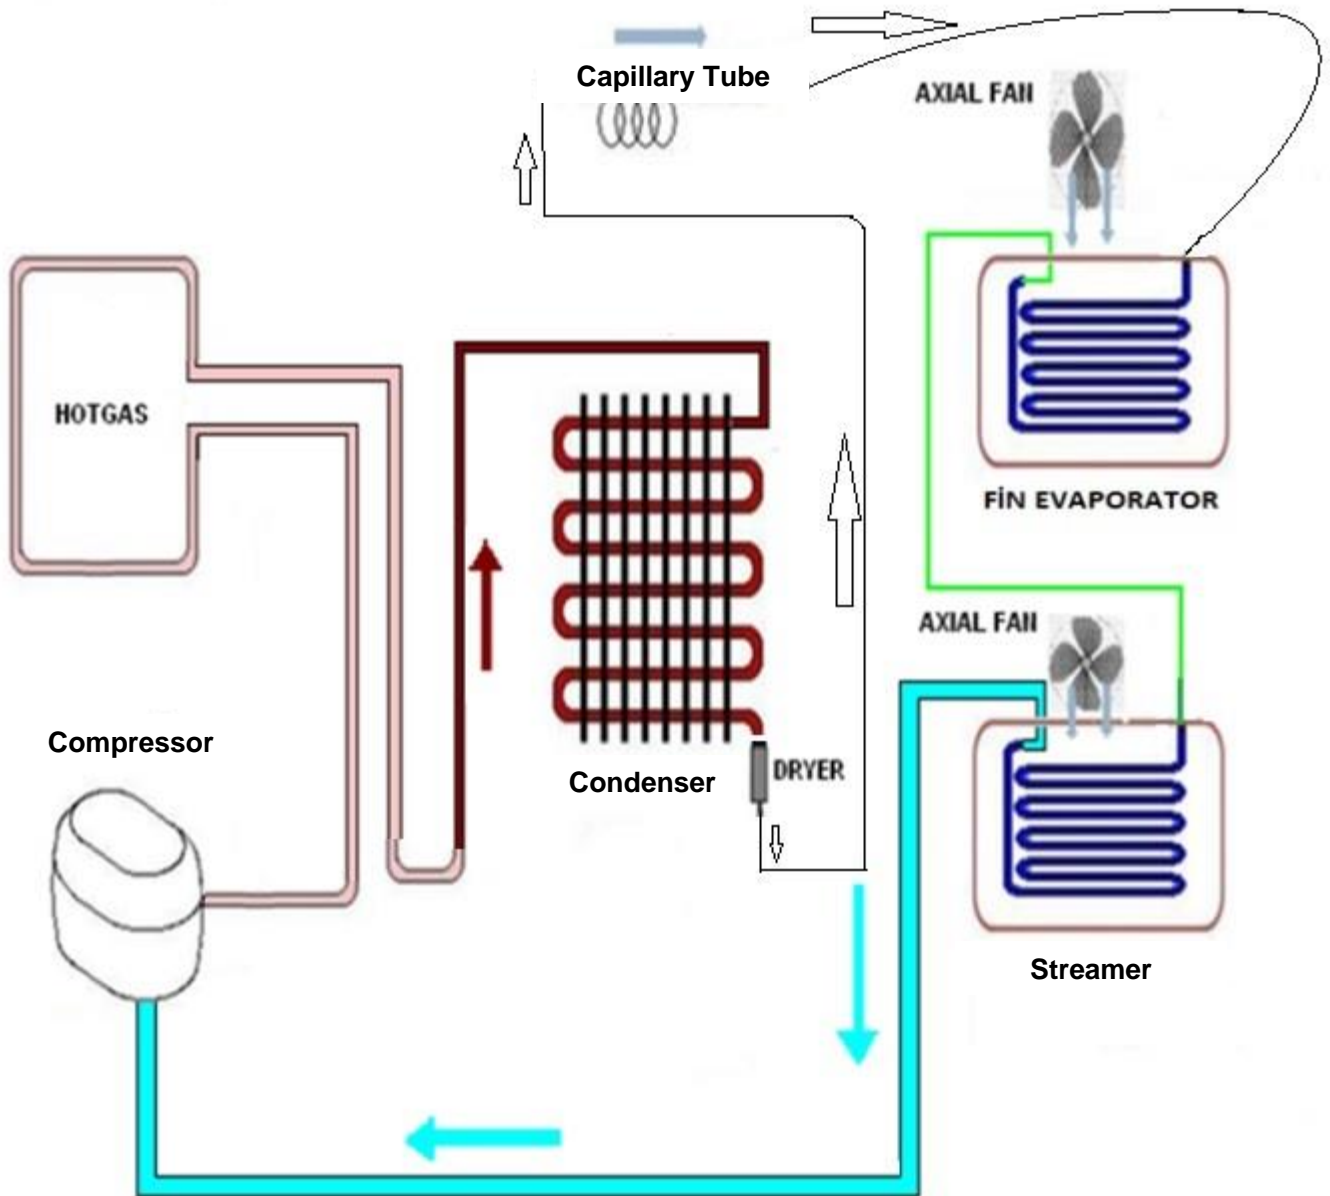 Capillary Tube
AXIAL FAN
HOTGAS
FİN EVAPORATOR
AXIAL FAN
Compressor
Condenser
DRYER
Streamer